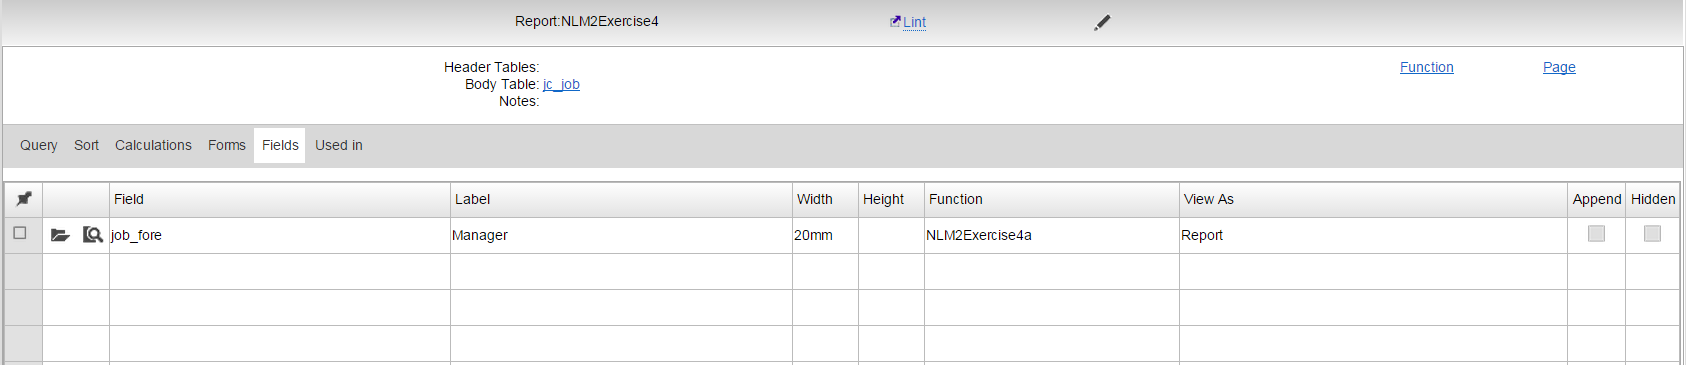 Report:NLM2Exercise4 Lint
Header Tables: Function Page
Body Table: jc_job
Notes:
Query Sort Calculations Forms Fields Used in
Field Label Width Height Function View As Append Hidden
job_fore Manager 20mm NLM2Exercise4a Report